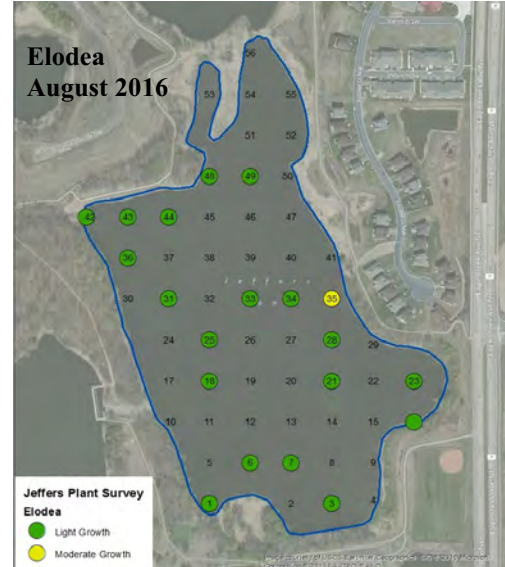 Elodea
August 2016
56
53 54 55
51 52
48 49 50
42 43 44 45 46 47
36 37 38 39 40 41
Jeffers
30 31 32 33 34 35
24 25 26 27 28 29
17 18 19 20 21 22 23
10 11 12 13 14 15
5 6 7 8 9
1 2 3 4
Jeffers Plant Survey
Elodea
Light Growth
Moderate Growth